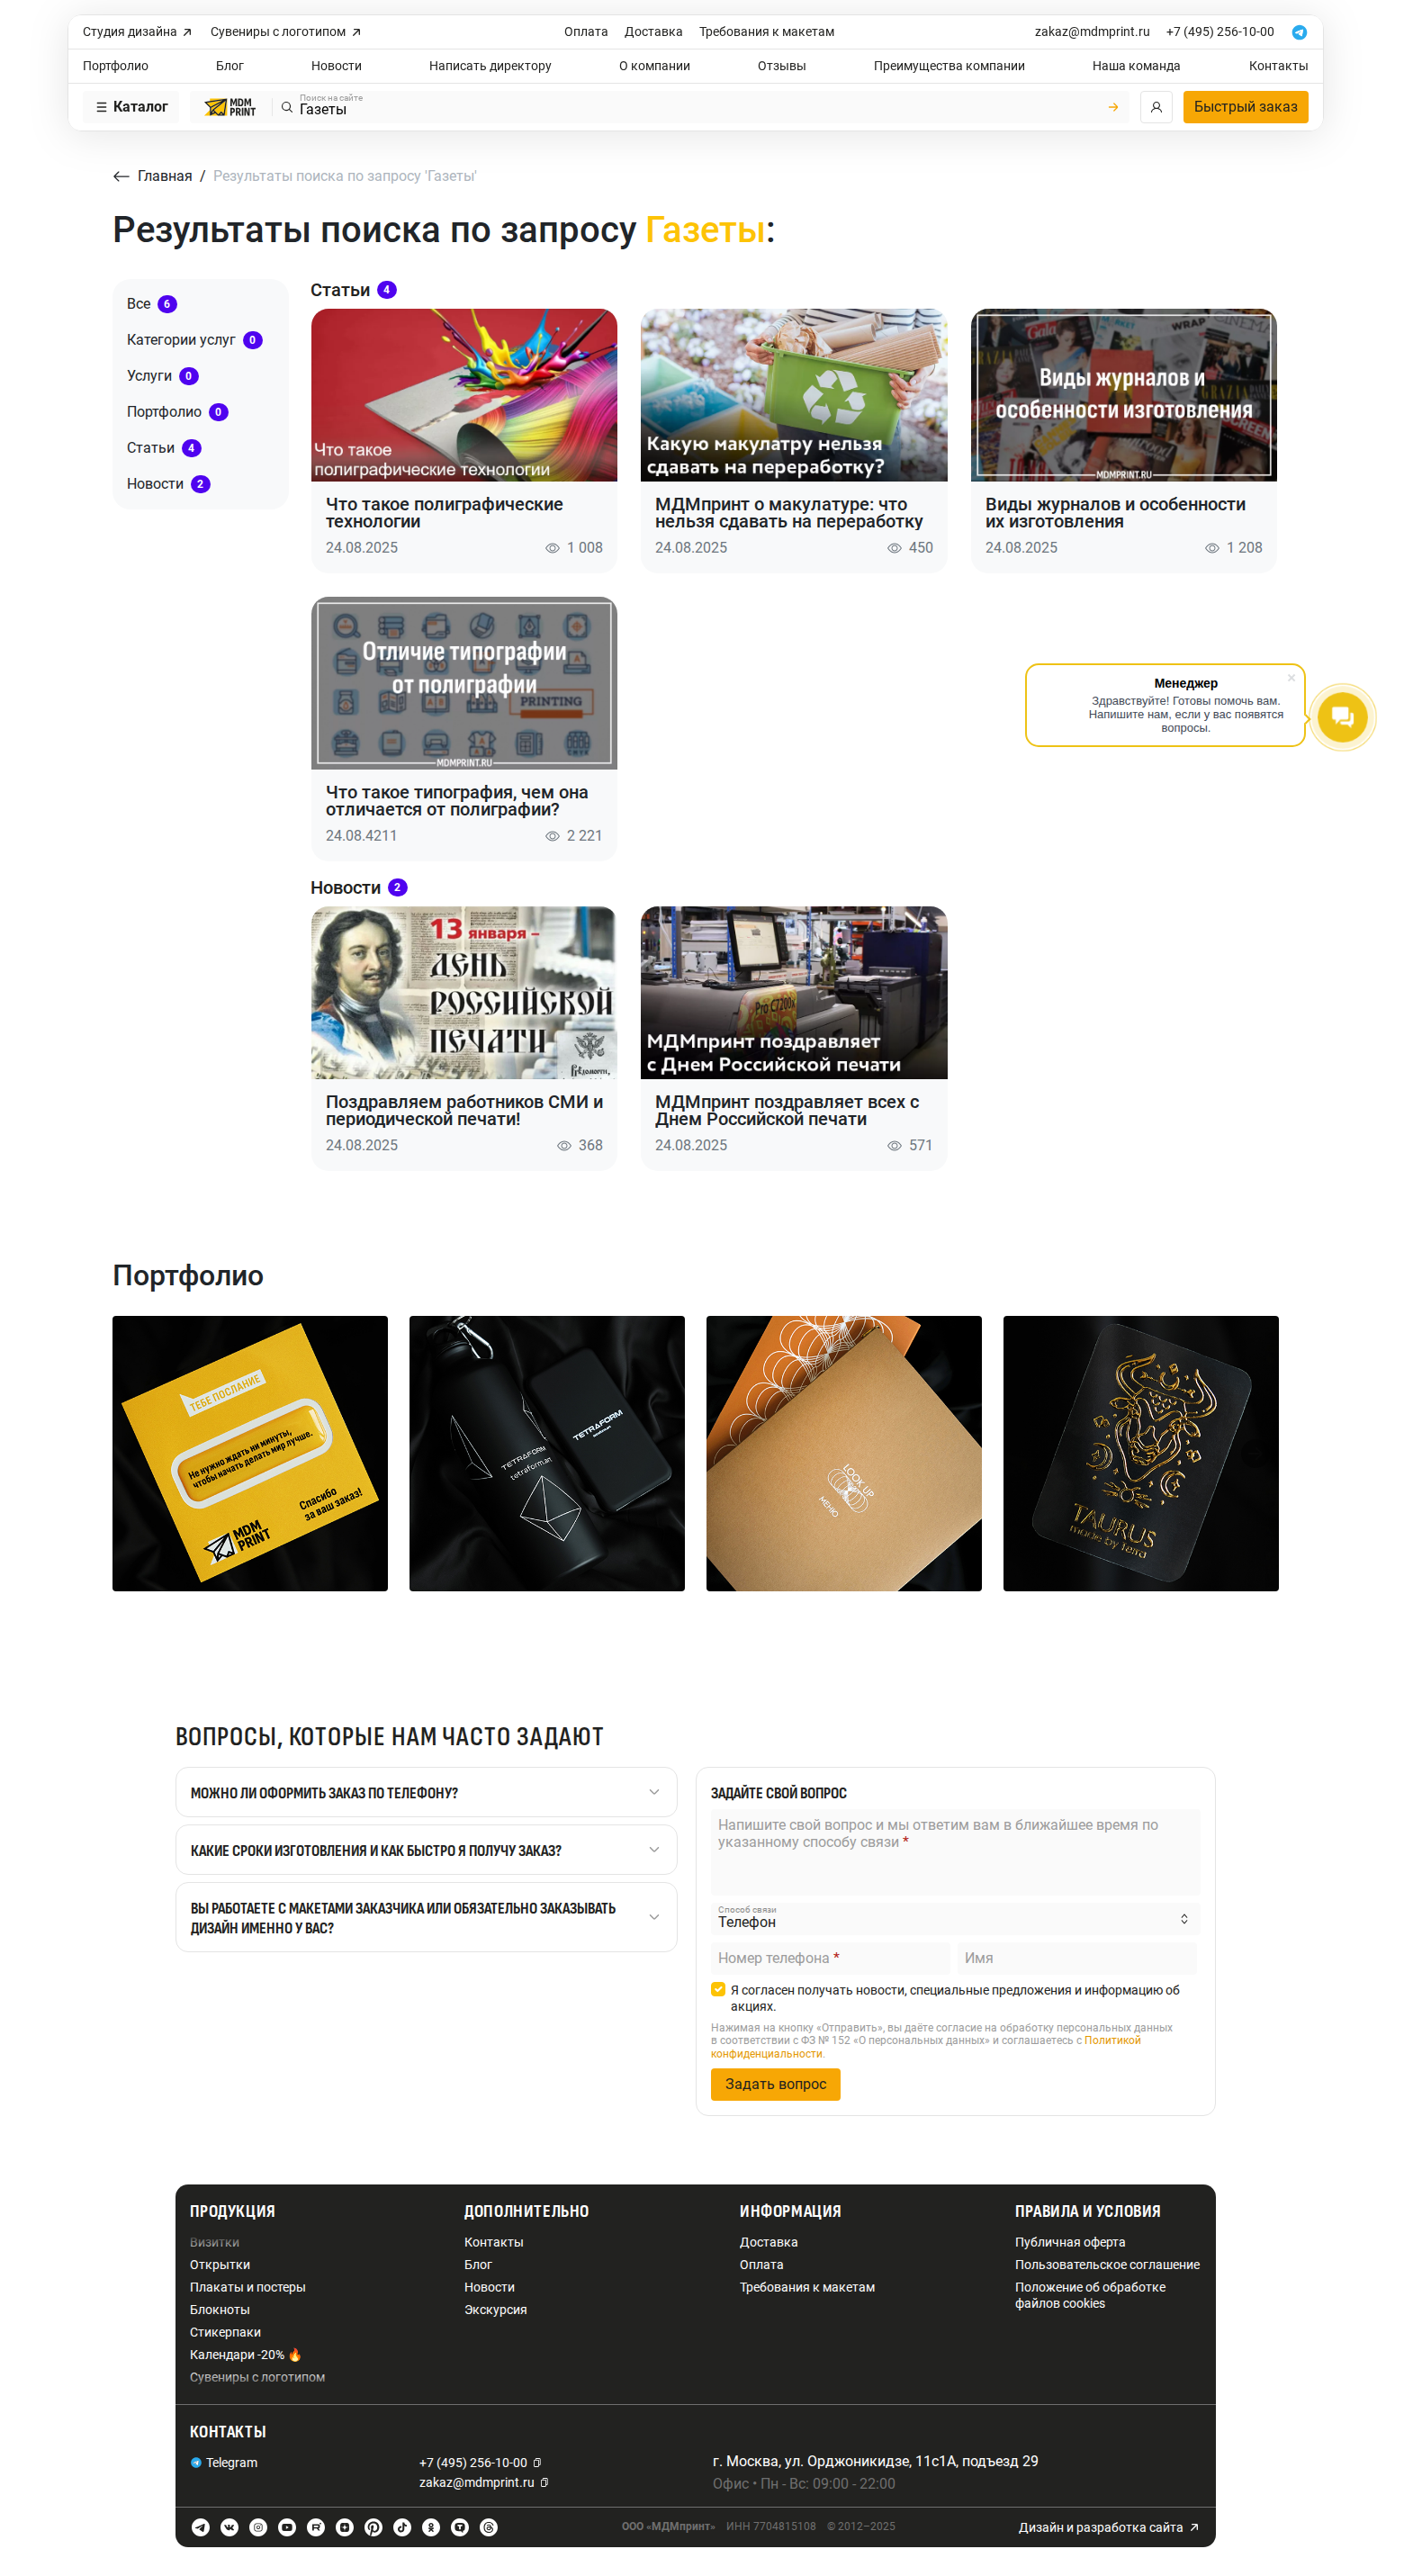 Студия дизайна
Сувениры с логотипом
Оплата
Доставка
Требования к макетам
zakaz@mdmprint.ru
+7 (495) 256-10-00
Портфолио
Блог
Новости
Написать директору
О компании
Отзывы
Преимущества компании
Наша команда
Контакты
Каталог
MDM
PRINT
Поиск на сайте
Газеты
Быстрый заказ
Главная / Результаты поиска по запросу 'Газеты'
Результаты поиска по запросу Газеты:
Все 6
Категории услуг 0
Услуги 0
Портфолио 0
Статьи 4
Новости 2
Статьи 4
Что такое
полиграфические технологии
Что такое полиграфические
технологии
24.08.2025
1 008
Какую макулатру нельзя
сдавать на переработку?
МДМпринт о макулатуре: что
нельзя сдавать на переработку
24.08.2025
450
Виды журналов и
особенности изготовления
MDMPRINT.RU
Виды журналов и особенности
их изготовления
24.08.2025
1 208
Отличие типографии
от полиграфии
PRINTING
MDMPRINT.RU
Что такое типография, чем она
отличается от полиграфии?
24.08.4211
2 221
Менеджер
Здравствуйте! Готовы помочь вам.
Напишите нам, если у вас появятся
вопросы.
Новости 2
13 января –
ДЕНЬ
РОССИЙСКОЙ
ПЕЧАТИ
Поздравляем работников СМИ и
периодической печати!
24.08.2025
368
Pro C7200x
МДМпринт поздравляет
с Днем Российской печати
МДМпринт поздравляет всех с
Днем Российской печати
24.08.2025
571
Портфолио
ТЕБЕ ПОСЛАНИЕ
Не нужно ждать ни минуты,
чтобы начать делать мир лучше.
Спасибо
за ваш заказ!
MDM
PRINT
TETRAFORM
tetraform.an
TETRAFORM
LOOK UP
МЕНЮ
TAURUS
made by terra
ВОПРОСЫ, КОТОРЫЕ НАМ ЧАСТО ЗАДАЮТ
МОЖНО ЛИ ОФОРМИТЬ ЗАКАЗ ПО ТЕЛЕФОНУ?
КАКИЕ СРОКИ ИЗГОТОВЛЕНИЯ И КАК БЫСТРО Я ПОЛУЧУ ЗАКАЗ?
ВЫ РАБОТАЕТЕ С МАКЕТАМИ ЗАКАЗЧИКА ИЛИ ОБЯЗАТЕЛЬНО ЗАКАЗЫВАТЬ
ДИЗАЙН ИМЕННО У ВАС?
ЗАДАЙТЕ СВОЙ ВОПРОС
Напишите свой вопрос и мы ответим вам в ближайшее время по
указанному способу связи *
Способ связи
Телефон
Номер телефона *
Имя
Я согласен получать новости, специальные предложения и информацию об
акциях.
Нажимая на кнопку «Отправить», вы даёте согласие на обработку персональных данных
в соответствии с ФЗ № 152 «О персональных данных» и соглашаетесь с Политикой
конфиденциальности.
Задать вопрос
ПРОДУКЦИЯ
Визитки
Открытки
Плакаты и постеры
Блокноты
Стикерпаки
Календари -20% 🔥
Сувениры с логотипом
ДОПОЛНИТЕЛЬНО
Контакты
Блог
Новости
Экскурсия
ИНФОРМАЦИЯ
Доставка
Оплата
Требования к макетам
ПРАВИЛА И УСЛОВИЯ
Публичная оферта
Пользовательское соглашение
Положение об обработке
файлов cookies
КОНТАКТЫ
Telegram
+7 (495) 256-10-00
zakaz@mdmprint.ru
г. Москва, ул. Орджоникидзе, 11с1А, подъезд 29
Офис • Пн - Вс: 09:00 - 22:00
ООО «МДМпринт» ИНН 7704815108 © 2012–2025
Дизайн и разработка сайта